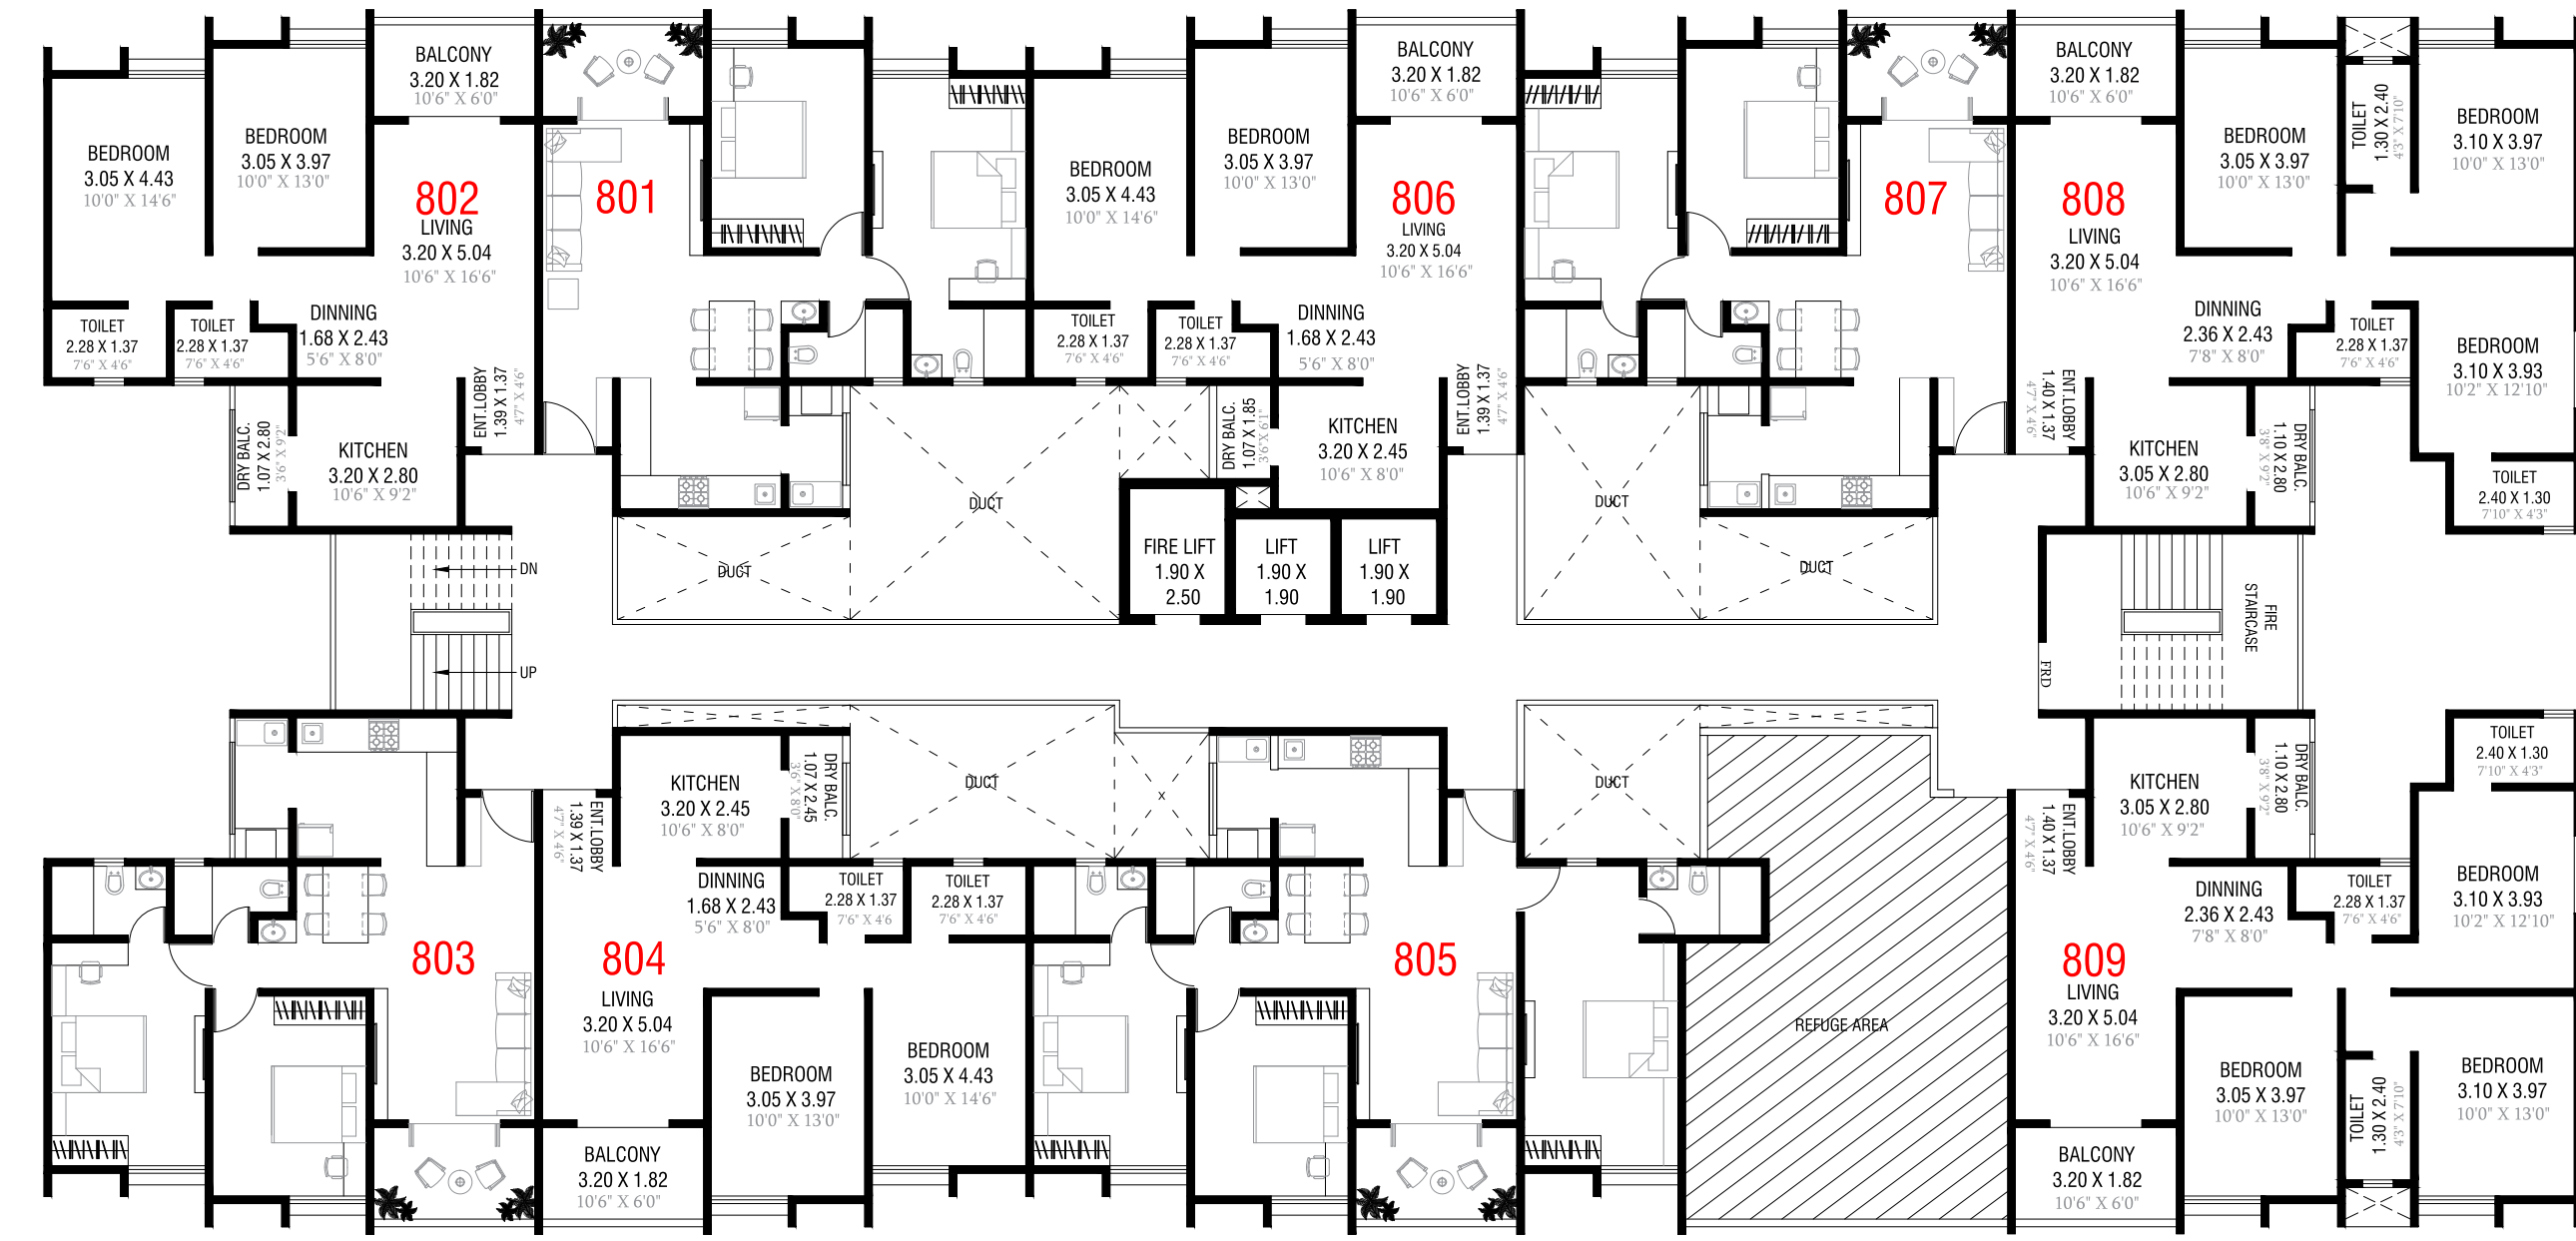 BEDROOM
3.05 X 4.43
10'0" X 14'6"
BEDROOM
3.05 X 3.97
10'0" X 13'0"
BALCONY
3.20 X 1.82
10'6" X 6'0"
802
LIVING
3.20 X 5.04
10'6" X 16'6"
DINNING
1.68 X 2.43
5'6" X 8'0"
TOILET
2.28 X 1.37
7'6" X 4'6"
TOILET
2.28 X 1.37
7'6" X 4'6"
ENT.LOBBY
1.39 X 1.37
4'7" X 4'6"
DRY BALC.
1.07 X 2.80
3'6" X 9'2"
KITCHEN
3.20 X 2.80
10'6" X 9'2"
801
BEDROOM
3.05 X 4.43
10'0" X 14'6"
BEDROOM
3.05 X 3.97
10'0" X 13'0"
BALCONY
3.20 X 1.82
10'6" X 6'0"
806
LIVING
3.20 X 5.04
10'6" X 16'6"
DINNING
1.68 X 2.43
5'6" X 8'0"
TOILET
2.28 X 1.37
7'6" X 4'6"
TOILET
2.28 X 1.37
7'6" X 4'6"
ENT.LOBBY
1.39 X 1.37
4'7" X 4'6"
DRY BALC.
1.07 X 1.85
3'6" X 6'1"
KITCHEN
3.20 X 2.45
10'6" X 8'0"
807
BALCONY
3.20 X 1.82
10'6" X 6'0"
808
LIVING
3.20 X 5.04
10'6" X 16'6"
BEDROOM
3.05 X 3.97
10'0" X 13'0"
TOILET
1.30 X 2.40
4'3" X 7'10"
BEDROOM
3.10 X 3.97
10'0" X 13'0"
DINNING
2.36 X 2.43
7'8" X 8'0"
TOILET
2.28 X 1.37
7'6" X 4'6"
BEDROOM
3.10 X 3.93
10'2" X 12'10"
ENT.LOBBY
1.40 X 1.37
4'7" X 4'6"
KITCHEN
3.05 X 2.80
10'6" X 9'2"
DRY BALC.
1.10 X 2.80
3'8" X 9'2"
TOILET
2.40 X 1.30
7'10" X 4'3"
DN
UP
DUCT
DUCT
FIRE LIFT
1.90 X
2.50
LIFT
1.90 X
1.90
LIFT
1.90 X
1.90
DUCT
DUCT
FIRE
STAIRCASE
FRD
803
804
ENT.LOBBY
1.39 X 1.37
4'7" X 4'6"
KITCHEN
3.20 X 2.45
10'6" X 8'0"
DRY BALC.
1.07 X 2.45
3'6" X 8'0"
DUCT
DINNING
1.68 X 2.43
5'6" X 8'0"
TOILET
2.28 X 1.37
7'6" X 4'6
TOILET
2.28 X 1.37
7'6" X 4'6"
LIVING
3.20 X 5.04
10'6" X 16'6"
BEDROOM
3.05 X 3.97
10'0" X 13'0"
BEDROOM
3.05 X 4.43
10'0" X 14'6"
BALCONY
3.20 X 1.82
10'6" X 6'0"
805
DUCT
REFUGE AREA
ENT.LOBBY
1.40 X 1.37
4'7" X 4'6"
KITCHEN
3.05 X 2.80
10'6" X 9'2"
DRY BALC.
1.10 X 2.80
3'8" X 9'2"
TOILET
2.40 X 1.30
7'10" X 4'3"
DINNING
2.36 X 2.43
7'8" X 8'0"
TOILET
2.28 X 1.37
7'6" X 4'6"
BEDROOM
3.10 X 3.93
10'2" X 12'10"
809
LIVING
3.20 X 5.04
10'6" X 16'6"
BEDROOM
3.05 X 3.97
10'0" X 13'0"
TOILET
1.30 X 2.40
4'3" X 7'10"
BEDROOM
3.10 X 3.97
10'0" X 13'0"
BALCONY
3.20 X 1.82
10'6" X 6'0"